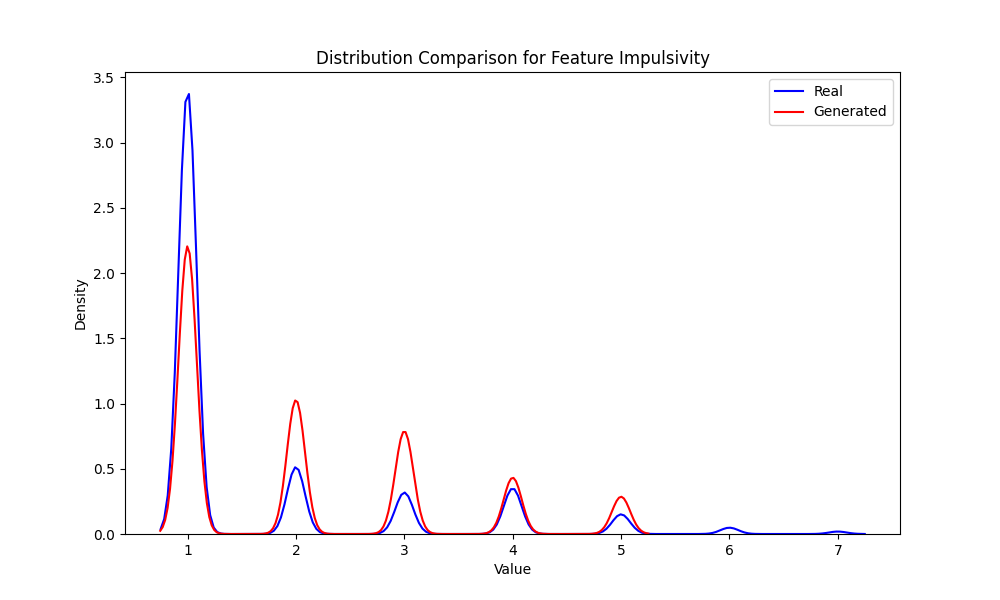 Distribution Comparison for Feature Impulsivity
Real
Generated
3.5
3.0
2.5
2.0
1.5
1.0
0.5
0.0
Density
1 2 3 4 5 6 7
Value